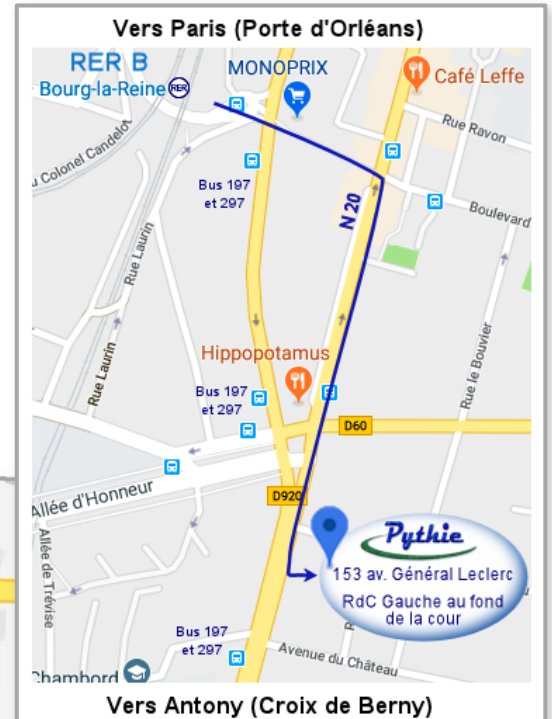 Vers Paris (Porte d'Orléans)
RER B
Bourg-la-Reine
RER
MONOPRIX
Café Leffe
Rue Ravon
u Colonel Candelot
Bus 197
et 297
N 20
Boulevard
Rue Laurin
Rue Laurin
Rue le Bouvier
Hippopotamus
Bus 197
et 297
D60
Allée d'Honneur
D920
Allée de Trévise
Pythie
153 av. Général Leclerc
RdC Gauche au fond
de la cour
R
Bus 197
et 297
Avenue du Château
Chambord
Vers Antony (Croix de Berny)